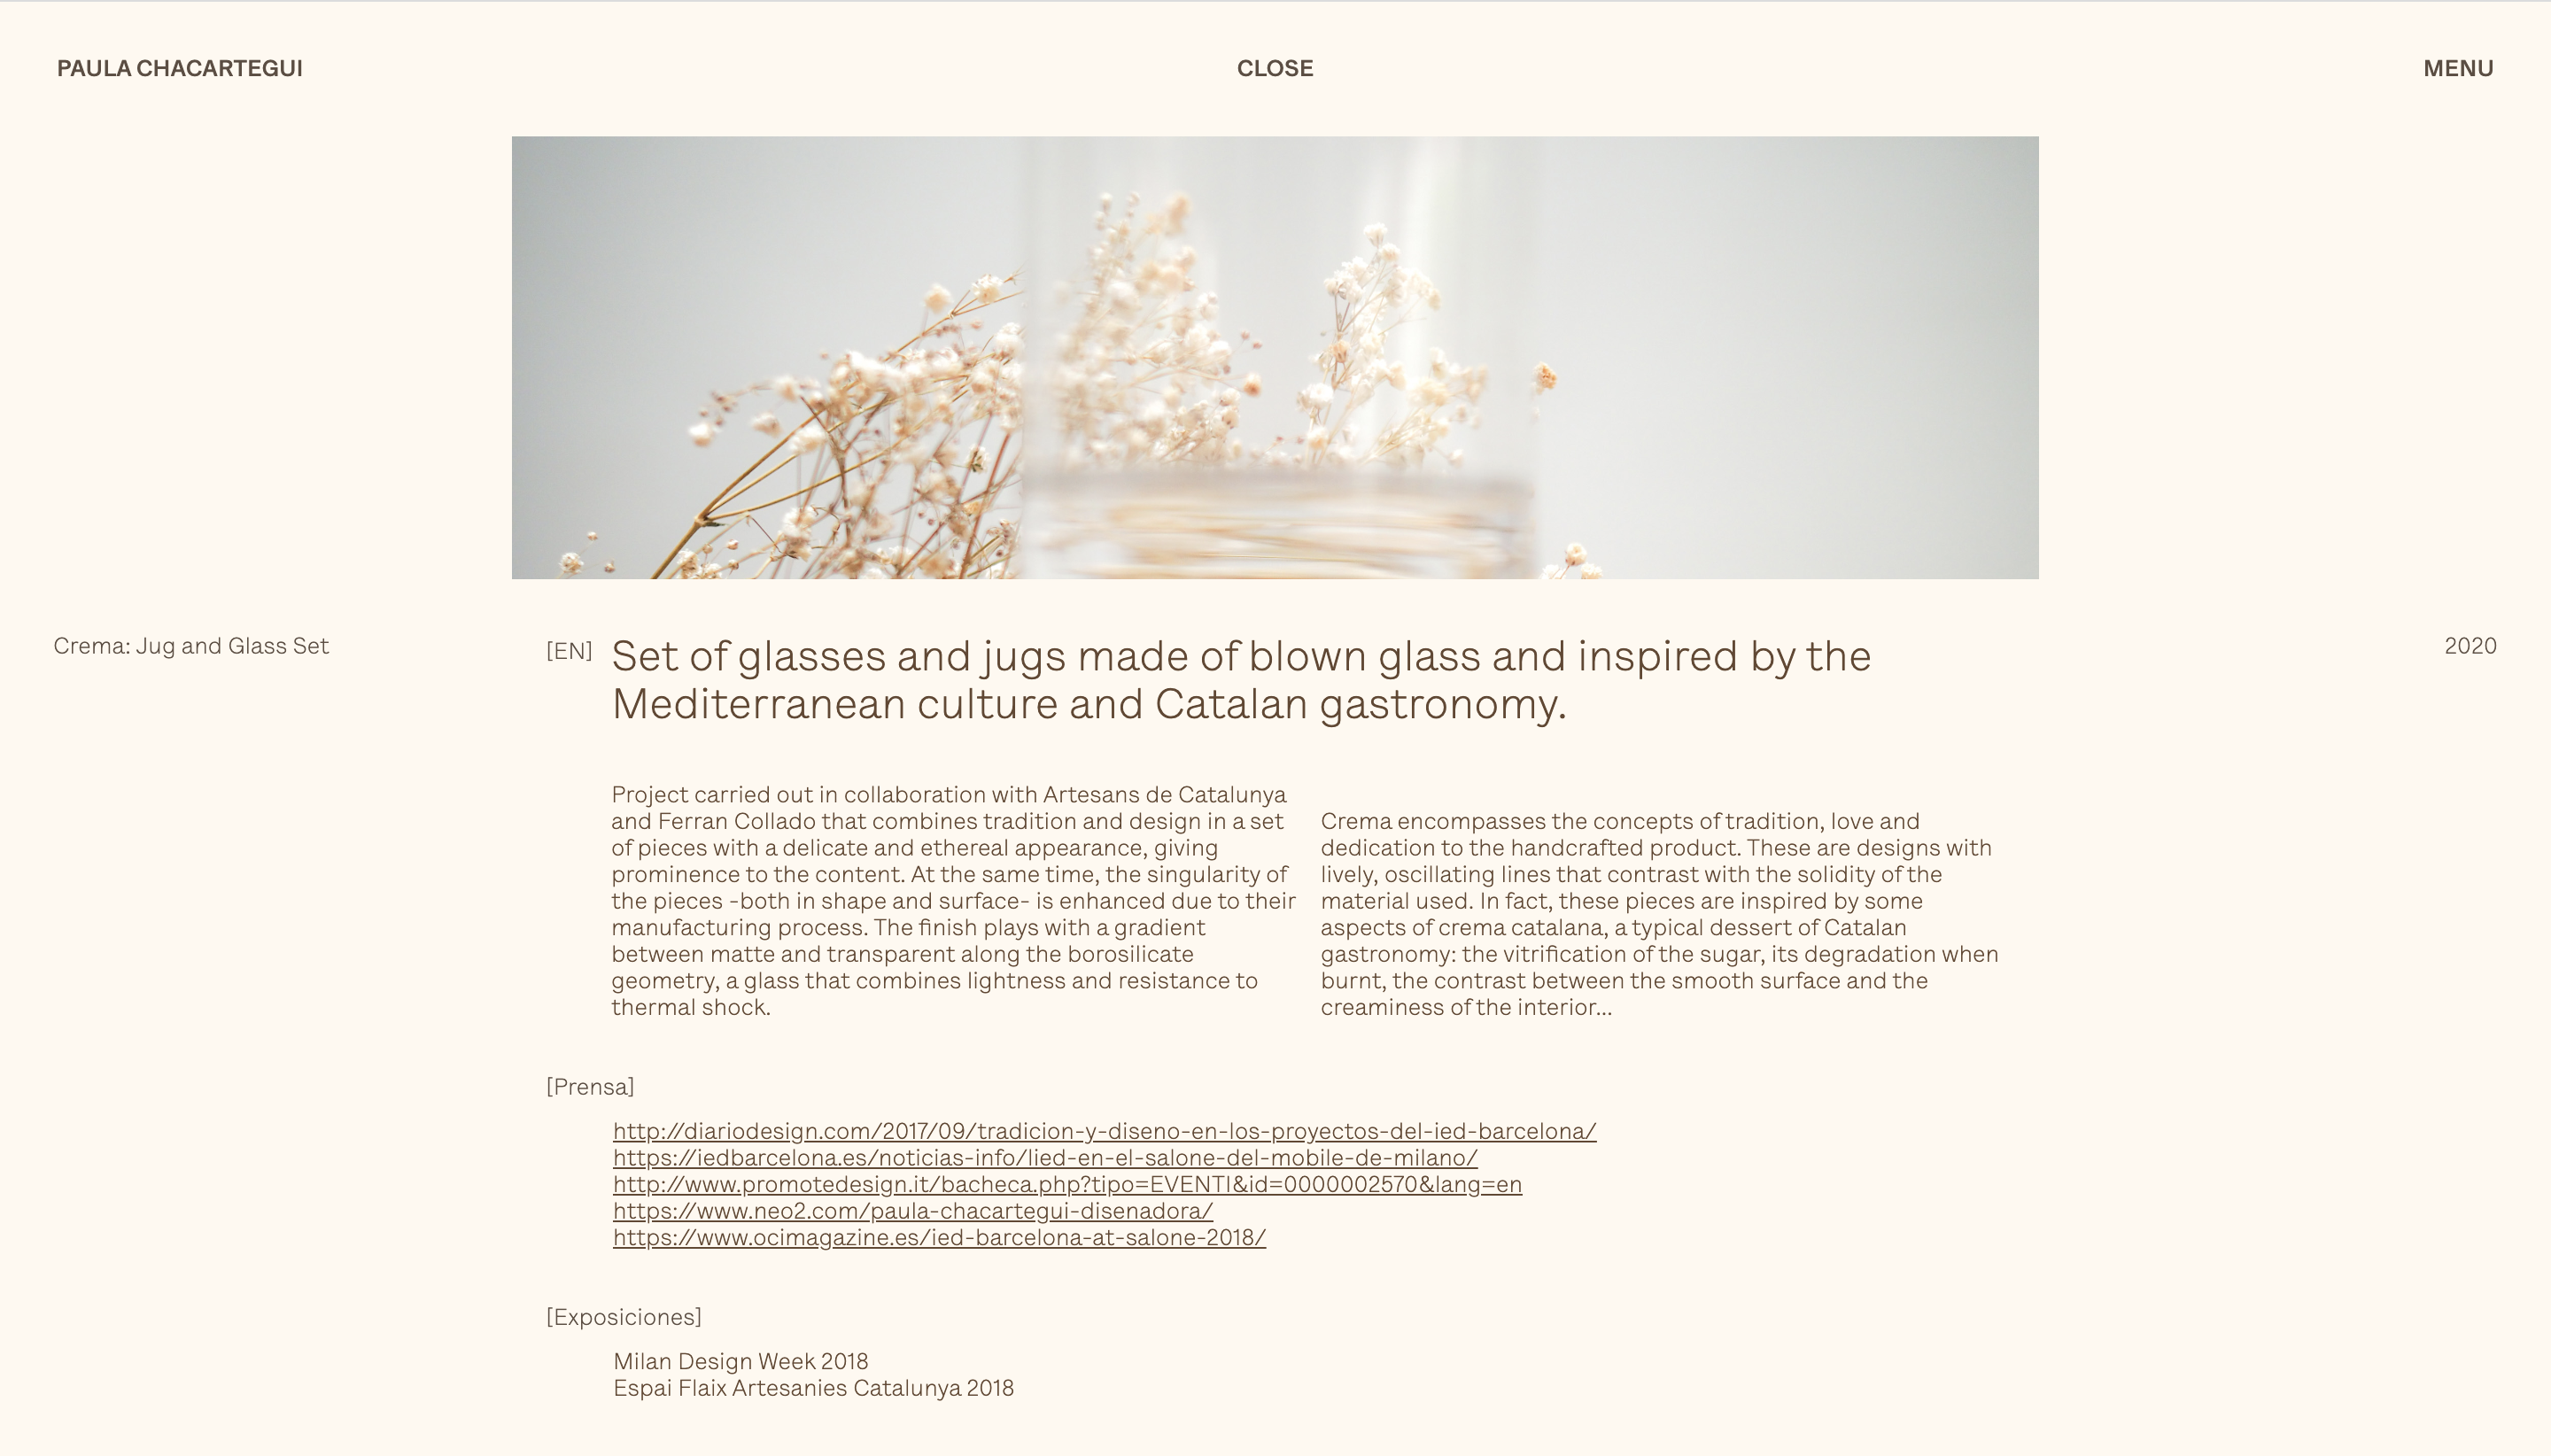 PAULA CHACARTEGUI
CLOSE
MENU
Crema: Jug and Glass Set
[EN]
Set of glasses and jugs made of blown glass and inspired by the
Mediterranean culture and Catalan gastronomy.
2020
Project carried out in collaboration with Artesans de Catalunya
and Ferran Collado that combines tradition and design in a set
of pieces with a delicate and ethereal appearance, giving
prominence to the content. At the same time, the singularity of
the pieces -both in shape and surface- is enhanced due to their
manufacturing process. The finish plays with a gradient
between matte and transparent along the borosilicate
geometry, a glass that combines lightness and resistance to
thermal shock.
Crema encompasses the concepts of tradition, love and
dedication to the handcrafted product. These are designs with
lively, oscillating lines that contrast with the solidity of the
material used. In fact, these pieces are inspired by some
aspects of crema catalana, a typical dessert of Catalan
gastronomy: the vitrification of the sugar, its degradation when
burnt, the contrast between the smooth surface and the
creaminess of the interior...
[Prensa]
http://diariodesign.com/2017/09/tradicion-y-diseno-en-los-proyectos-del-ied-barcelona/
https://iedbarcelona.es/noticias-info/lied-en-el-salone-del-mobile-de-milano/
http://www.promotedesign.it/bacheca.php?tipo=EVENTI&id=0000002570&lang=en
https://www.neo2.com/paula-chacartegui-disenadora/
https://www.ocimagazine.es/ied-barcelona-at-salone-2018/
[Exposiciones]
Milan Design Week 2018
Espai Flaix Artesanies Catalunya 2018